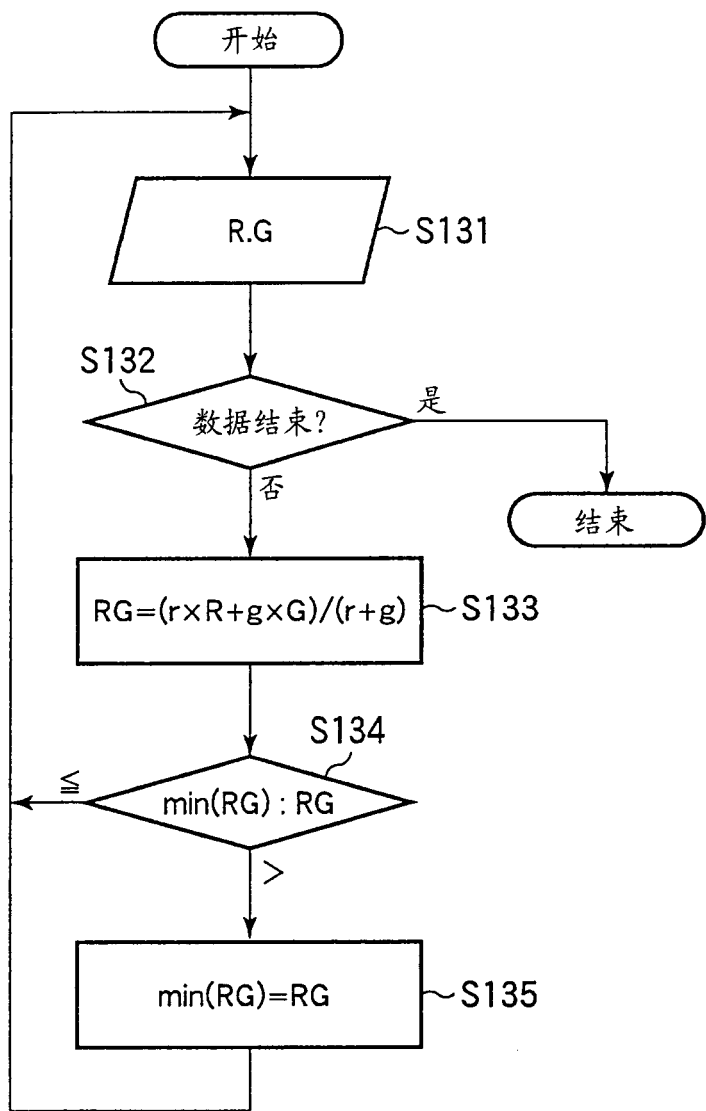 开始
R.G
S131
S132
数据结束?
是
否
结束
RG=(r×R+g×G)/(r+g)
S133
S134
≦
min(RG) : RG
>
min(RG)=RG
S135